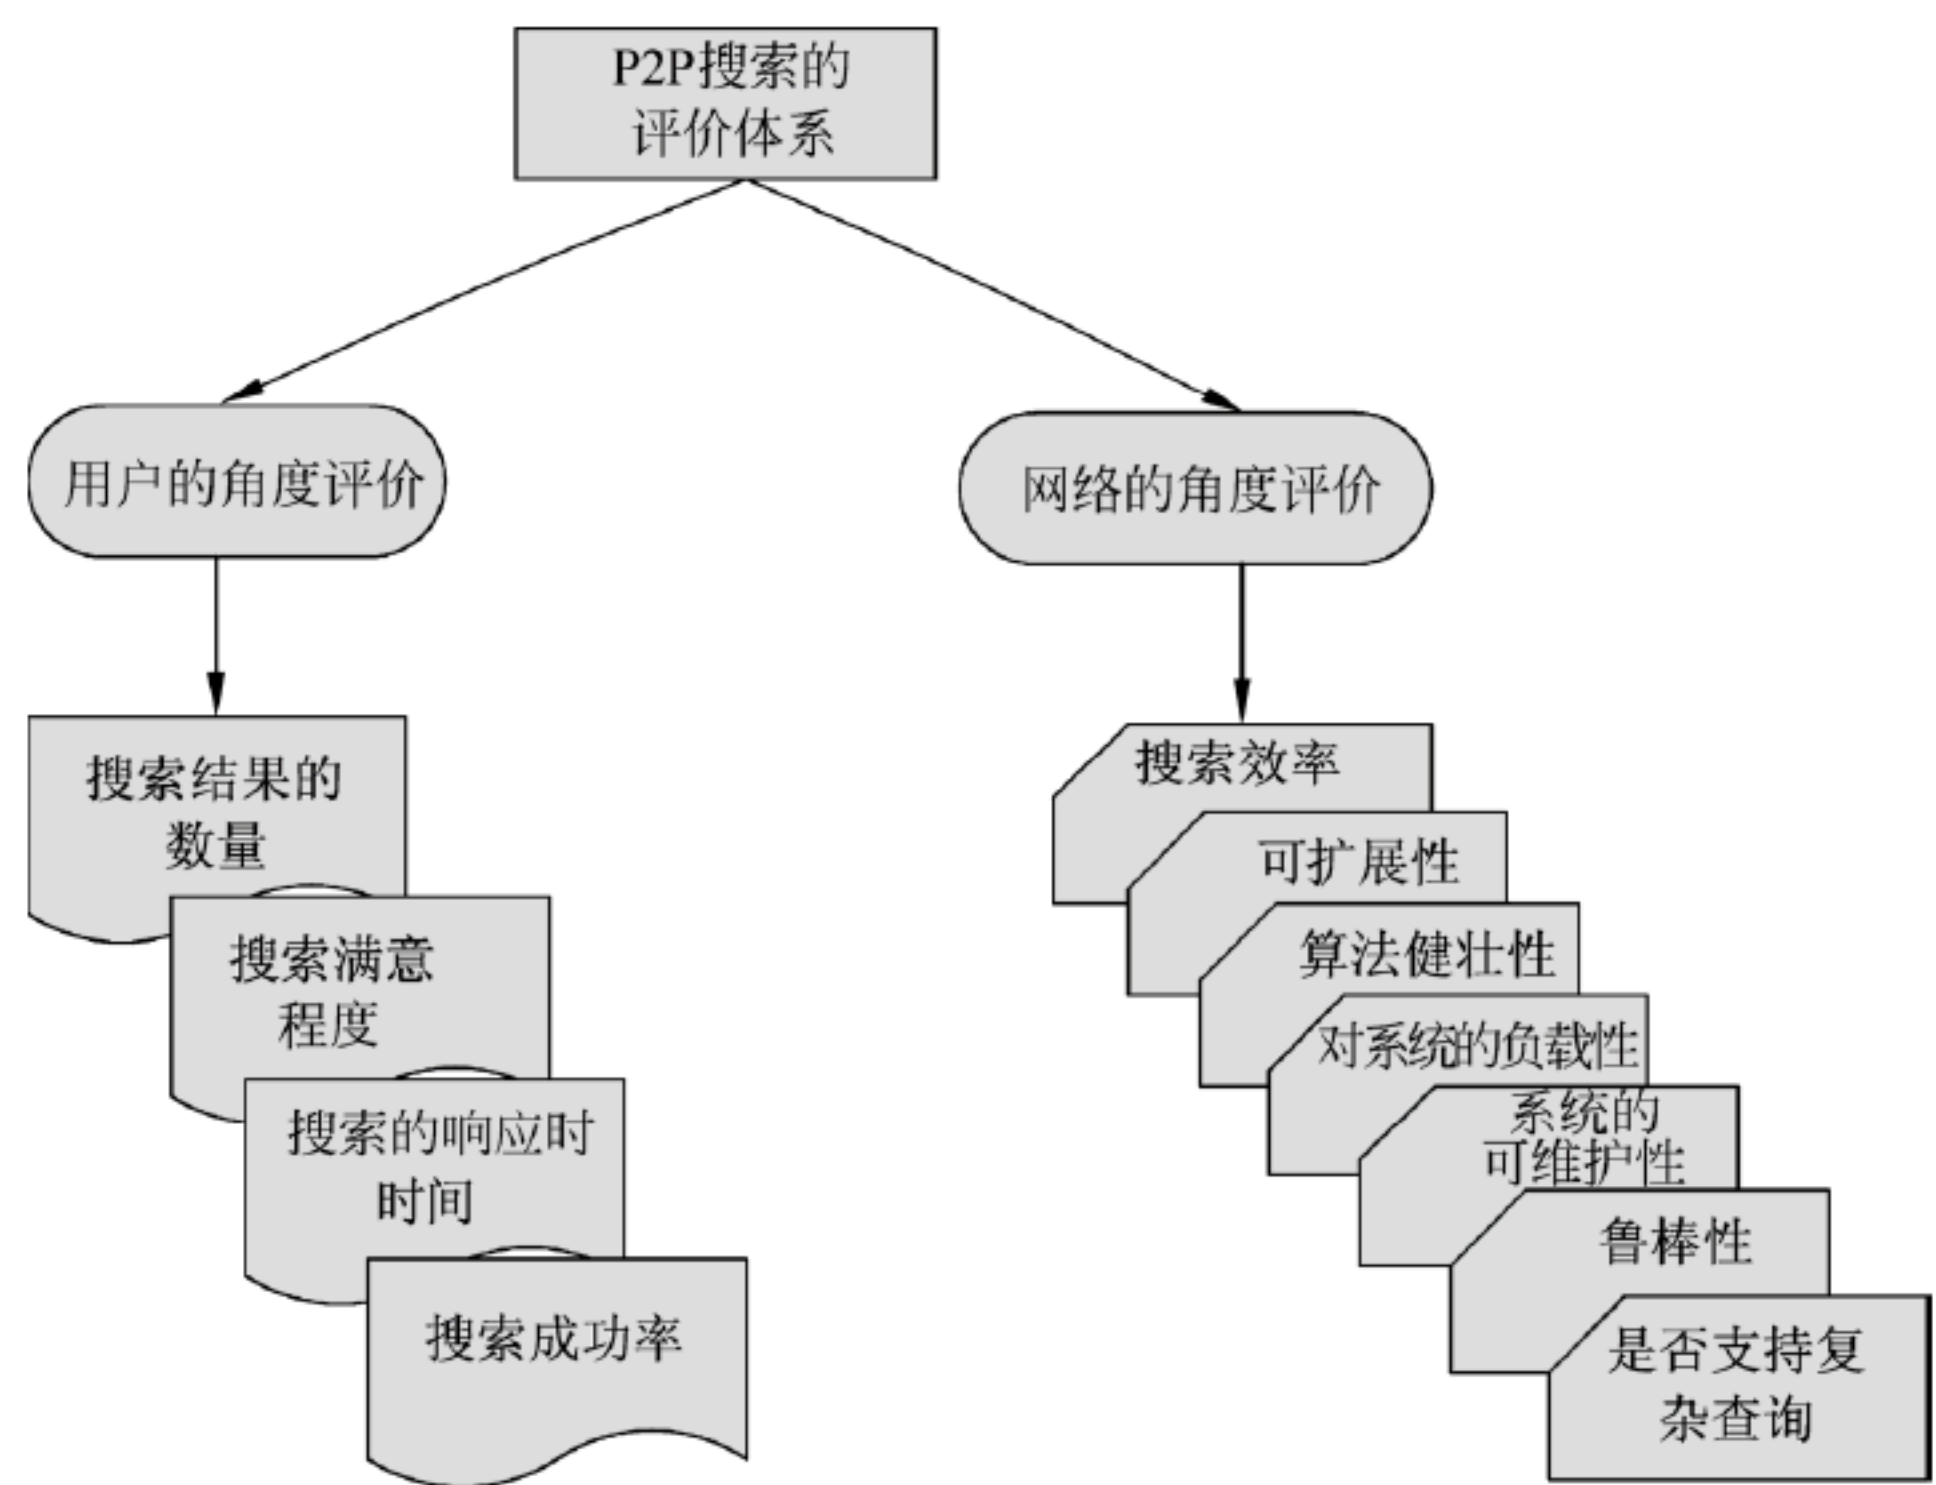 P2P搜索的
评价体系
用户的角度评价
网络的角度评价
搜索结果的
数量
搜索满意
程度
搜索的响应时
时间
搜索成功率
搜索效率
可扩展性
算法健壮性
对系统的负载性
系统的
可维护性
鲁棒性
是否支持复
杂查询